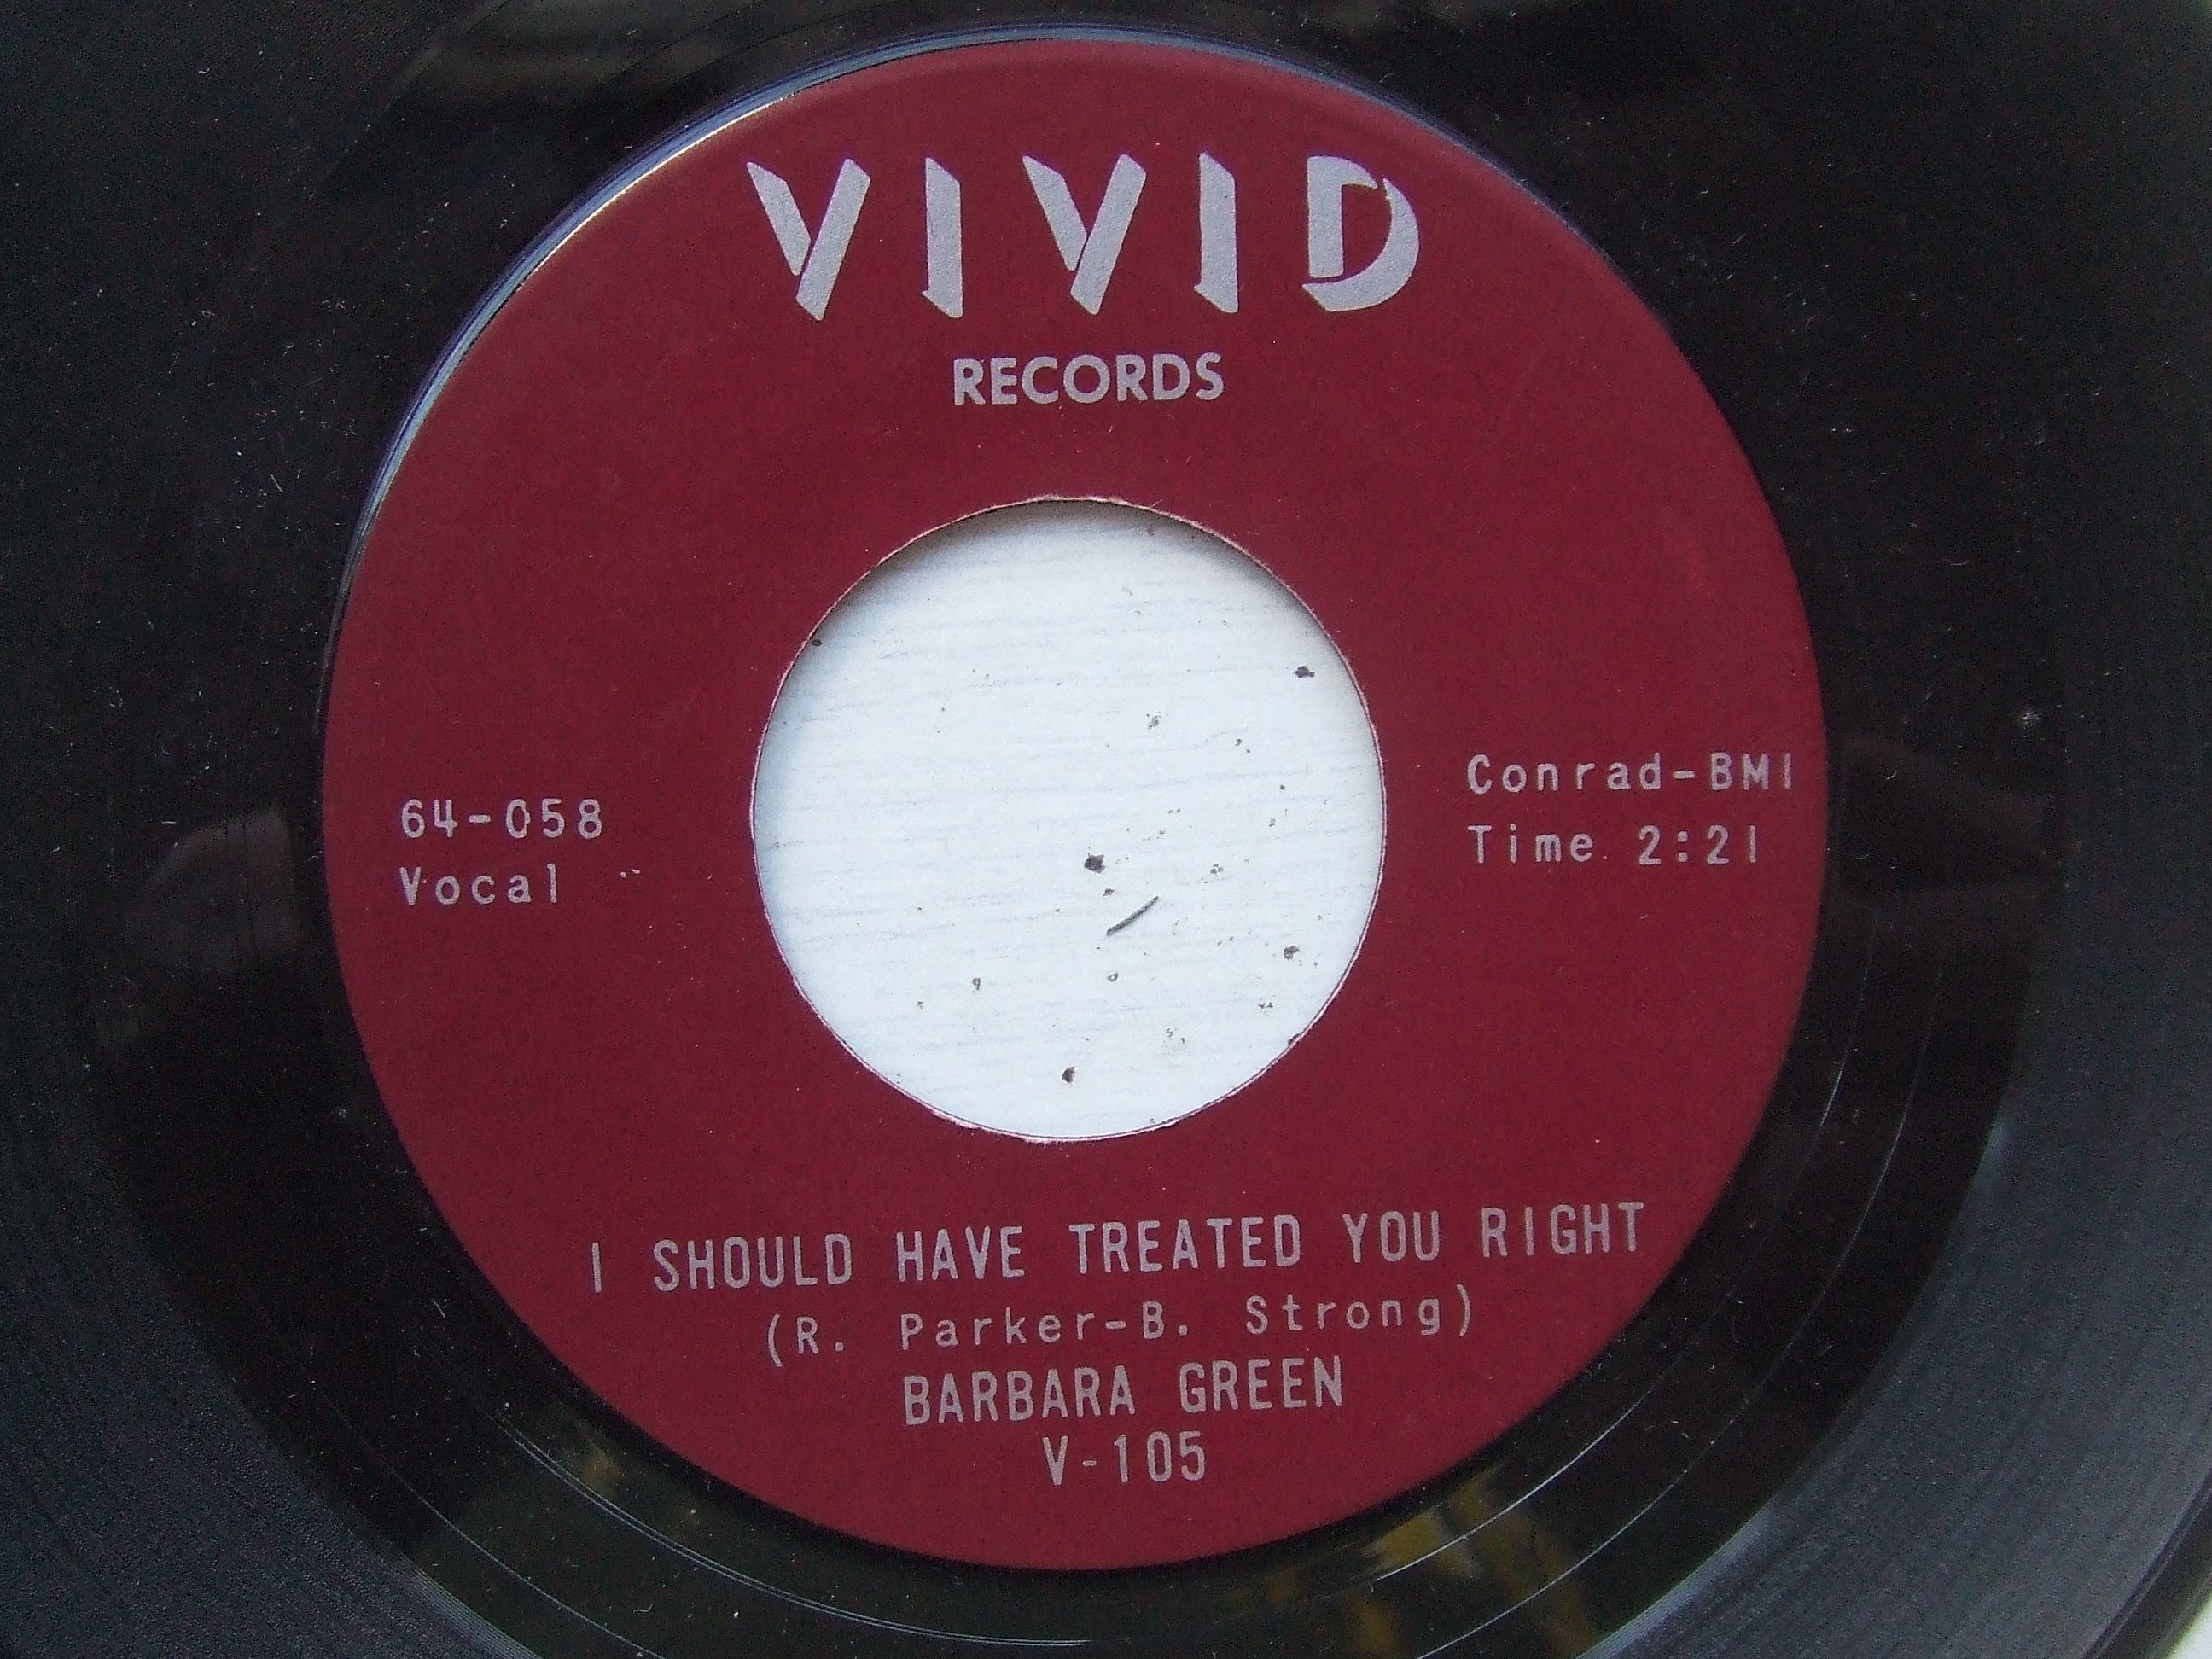 VIVID
RECORDS
64-058
Vocal
Conrad-BMI
Time 2:21
I SHOULD HAVE TREATED YOU RIGHT
(R. Parker-B. Strong)
BARBARA GREEN
V-105